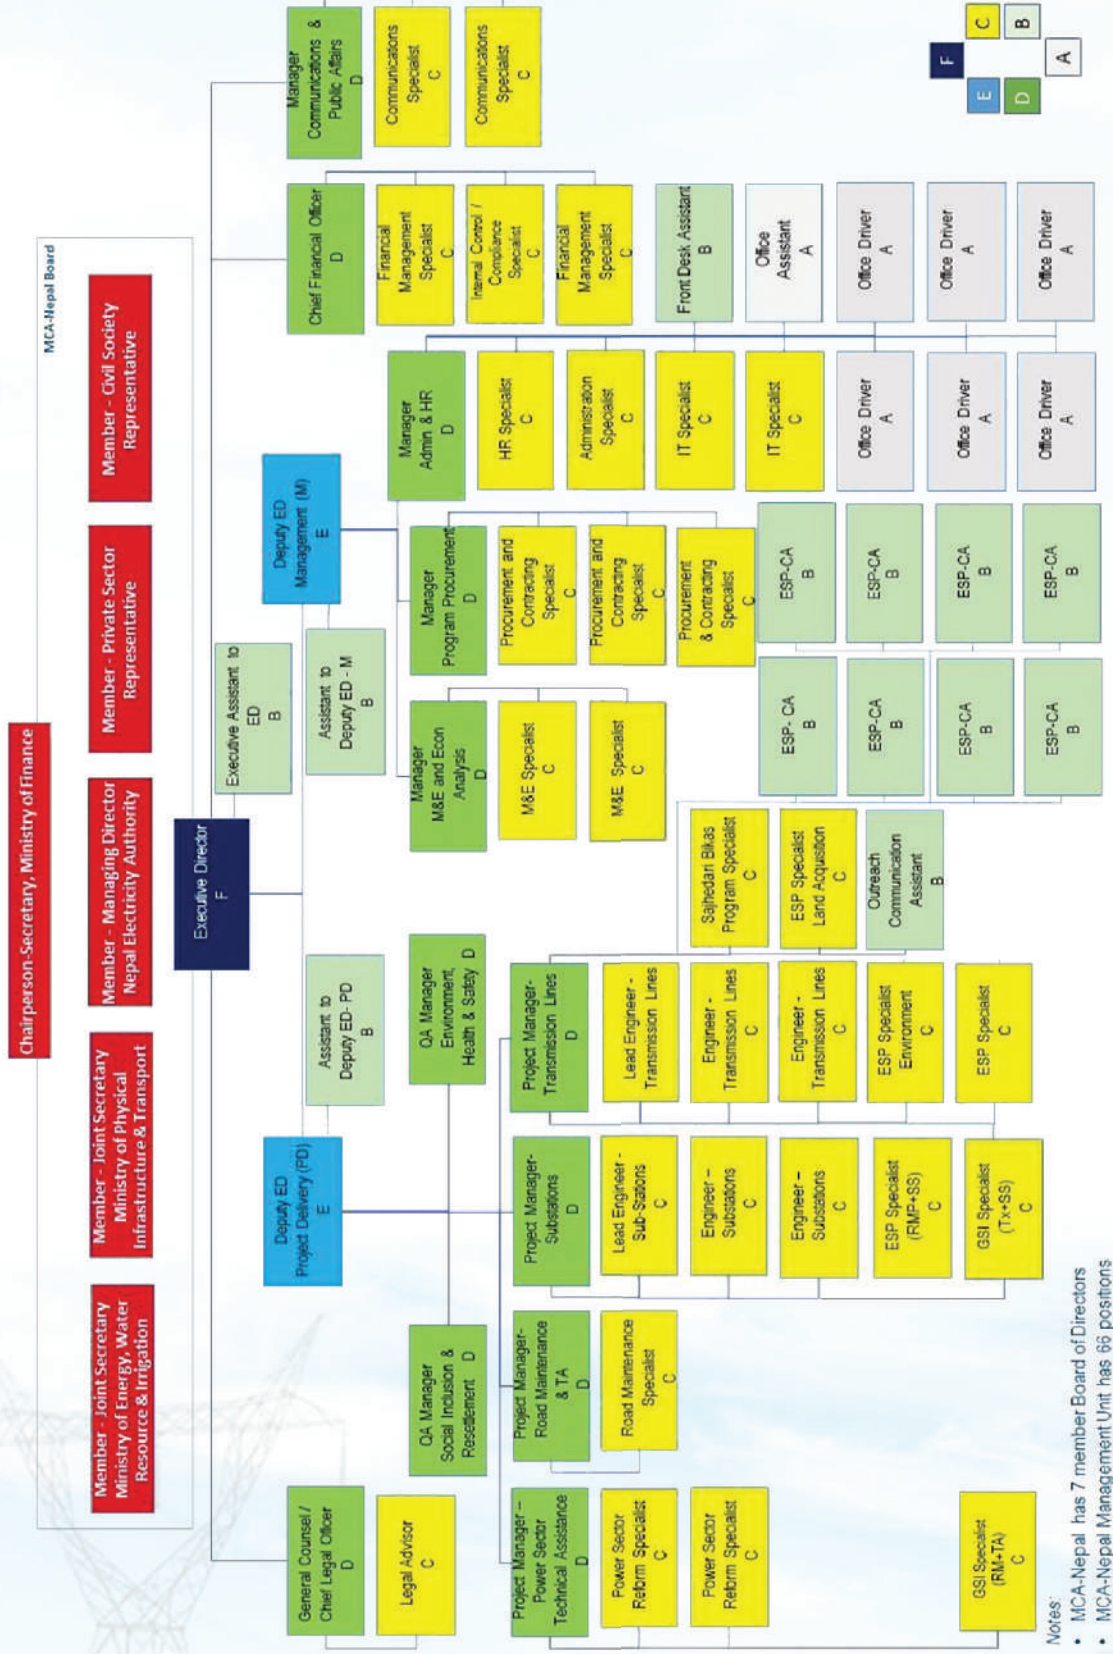 MCA-Nepal Board
Chairperson-Secretary, Ministry of Finance
Member - Joint Secretary
Ministry of Energy, Water
Resource & Irrigation
Member - Joint Secretary
Ministry of Physical
Infrastructure & Transport
Member - Managing Director
Nepal Electricity Authority
Member - Private Sector
Representative
Member - Civil Society
Representative
Executive Director
F
Executive Assistant to
ED
B
Deputy ED
Project Delivery (PD)
E
Assistant to
Deputy ED- PD
B
Assistant to
Deputy ED - M
B
Deputy ED
Management (M)
E
General Counsel /
Chief Legal Officer
D
Legal Advisor
C
Chief Financial Officer
D
Financial
Management
Specialist
C
Internal Control /
Compliance
Specialist
C
Financial
Management
Specialist
C
Manager
Communications &
Public Affairs
D
Communications
Specialist
C
Communications
Specialist
C
QA Manager
Social Inclusion &
Resettlement D
QA Manager
Environment,
Health & Safety D
Project Manager –
Power Sector
Technical Assistance
D
Power Sector
Reform Specialist
C
Power Sector
Reform Specialist
C
GSI Specialist
(RM+TA)
C
Project Manager-
Road Maintenance
& TA
D
Road Maintenance
Specialist
C
Project Manager-
Substations
D
Lead Engineer -
Sub-Stations
C
Engineer –
Substations
C
Engineer –
Substations
C
ESP Specialist
(RMP+SS)
C
GSI Specialist
(Tx+SS)
C
Project Manager-
Transmission Lines
D
Lead Engineer -
Transmission Lines
C
Engineer -
Transmission Lines
C
Engineer -
Transmission Lines
C
ESP Specialist
Environment
C
ESP Specialist
C
Sajhedari Bikas
Program Specialist
C
ESP Specialist
Land Acquisition
C
Outreach
Communication
Assistant
B
ESP- CA
B
ESP-CA
B
ESP-CA
B
ESP-CA
B
ESP-CA
B
ESP-CA
B
ESP-CA
B
ESP-CA
B
Manager
M&E and Econ
Analysis
D
M&E Specialist
C
M&E Specialist
C
Manager
Program Procurement
D
Procurement and
Contracting
Specialist
C
Procurement and
Contracting
Specialist
C
Procurement
& Contracting
Specialist
C
Manager
Admin. & HR
D
HR Specialist
C
Administration
Specialist
C
IT Specialist
C
IT Specialist
C
Front Desk Assistant
B
Office
Assistant
A
Office Driver
A
Office Driver
A
Office Driver
A
Office Driver
A
Office Driver
A
Office Driver
A
F
E
C
D
B
A
Notes:
• MCA-Nepal has 7 member Board of Directors
• MCA-Nepal Management Unit has 66 positions